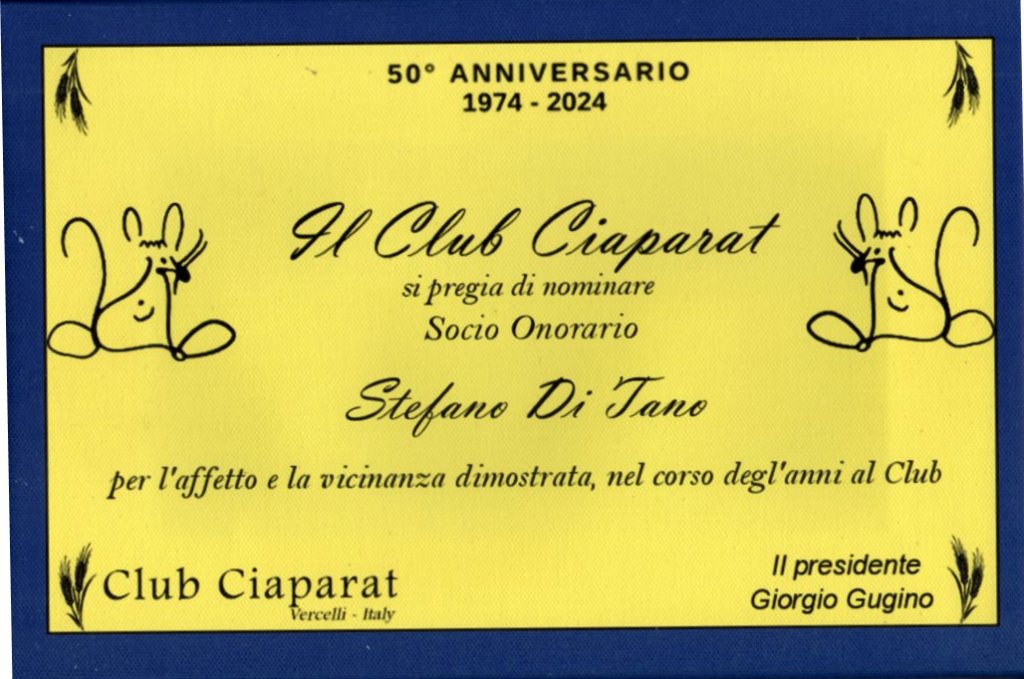 50° ANNIVERSARIO
1974 - 2024
Il Club Ciaparat
si pregia di nominare
Socio Onorario
Stefano Di Tano
per l'affetto e la vicinanza dimostrata, nel corso degl'anni al Club
Club Ciaparat
Vercelli - Italy
Il presidente
Giorgio Gugino